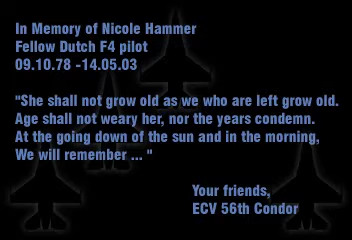 In Memory of Nicole Hammer
Fellow Dutch F4 pilot
09.10.78 -14.05.03
"She shall not grow old as we who are left grow old.
Age shall not weary her, nor the years condemn.
At the going down of the sun and in the morning,
We will remember ... "
Your friends,
ECV 56th Condor